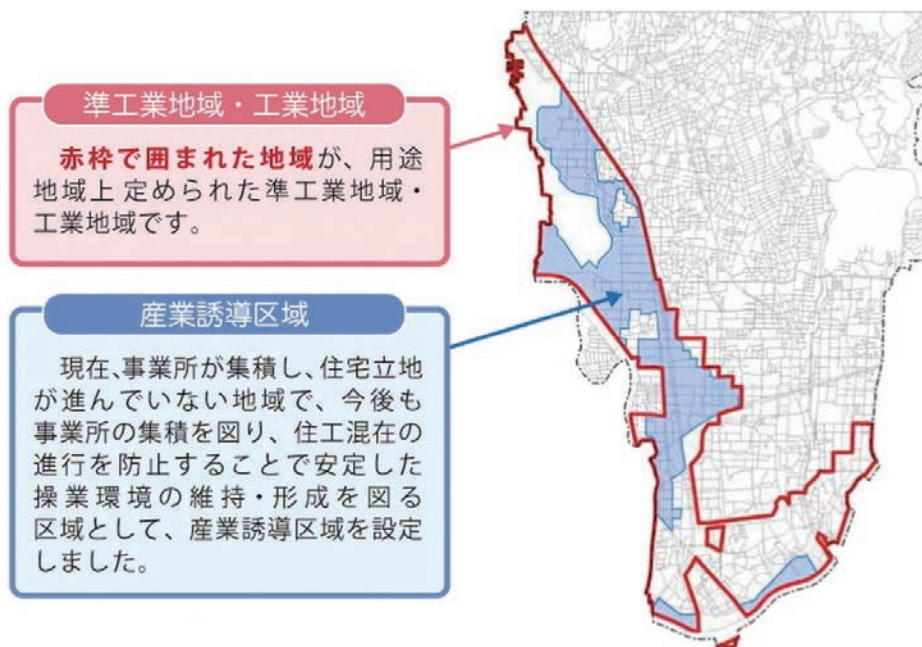 準工業地域・工業地域
赤枠で囲まれた地域が、用途
地域上 定められた準工業地域・
工業地域です。
産業誘導区域
現在、事業所が集積し、住宅立地
が進んでいない地域で、今後も
事業所の集積を図り、住工混在の
進行を防止することで安定した
操業環境の維持・形成を図る
区域として、産業誘導区域を設定
しました。